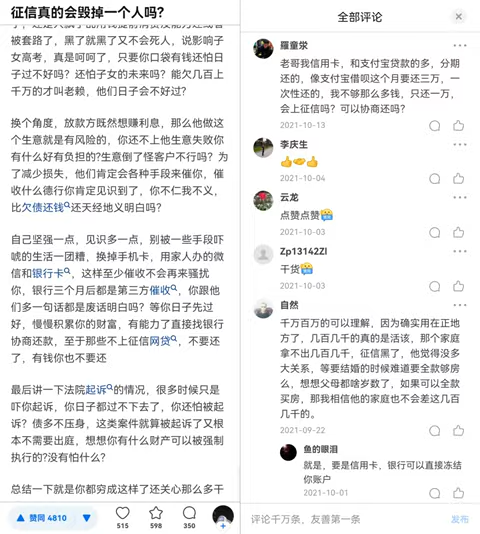 征信真的会毁掉一个人吗?
被套路了，黑了就黑了又不会死人，说影响子
女高考，真是呵呵了，只要你口袋有钱还怕日
子过不好吗？还怕子女的未来吗？能欠几百上
千万的才叫老赖，他们日子会不好过？
换个角度，放款方既然想赚利息，那么他做这
个生意就是有风险的，你还不上他生意失败你
有什么好有负担的?生意倒了怪客户不行吗？为
了减少损失，他们肯定会各种手段来催你，催
收什么德行你肯定见识到了，你不仁我不义，
比欠债还钱还天经地义明白吗？
自己坚强一点，见识多一点，别被一些手段吓
唬的生活一团糟，换掉手机卡，用家人办的微
信和银行卡，这样至少催收不会再来骚扰
你，银行三个月后都是第三方催收，你跟他
们多一句话都是废话明白吗？等你日子先过
好，慢慢积累你的财富，有能力了直接找银行
协商还款，至于那些不上征信网贷，不要还
了，有钱你也不要还
最后讲一下法院起诉的情况，很多时候只是
吓你起诉，你日子都过不下去了，你还怕被起
诉？债多不压身，这类案件就算被起诉了又根
本不需要出庭，想想你有什么财产可以被强制
执行的?没有怕什么？
总结一下就是你都穷成这样了还关心那么多干
赞同 4810
515
598
350
全部评论
羅童泶
老哥我信用卡，和支付宝贷款的多，分期
还的，像支付宝借呗这个月要还三万，一
次性还的，我不够那么多钱，只还一万，
会上征信吗？可以协商还吗？
2021-10-13
李庆生
👍🤝👍
2021-10-04
云龙
点赞点赞
2021-10-03
Zp13142Zl
干货
2021-10-03
自然
千万百万的可以理解，因为确实用在正地
方了，几百几千的真的是活该，那个家庭
拿不出几百几千，征信黑了，他觉得没多
大关系，等要结婚的时候难道要全款够房
么，想想父母都啥岁数了，如果可以全款
买房，那我相信他的家庭也不会差这几百
几千的。
2021-09-22
鱼的眼泪
就是，要是信用卡，银行可以直接冻结
你账户
2021-10-01
评论千万条，友善第一条
发布